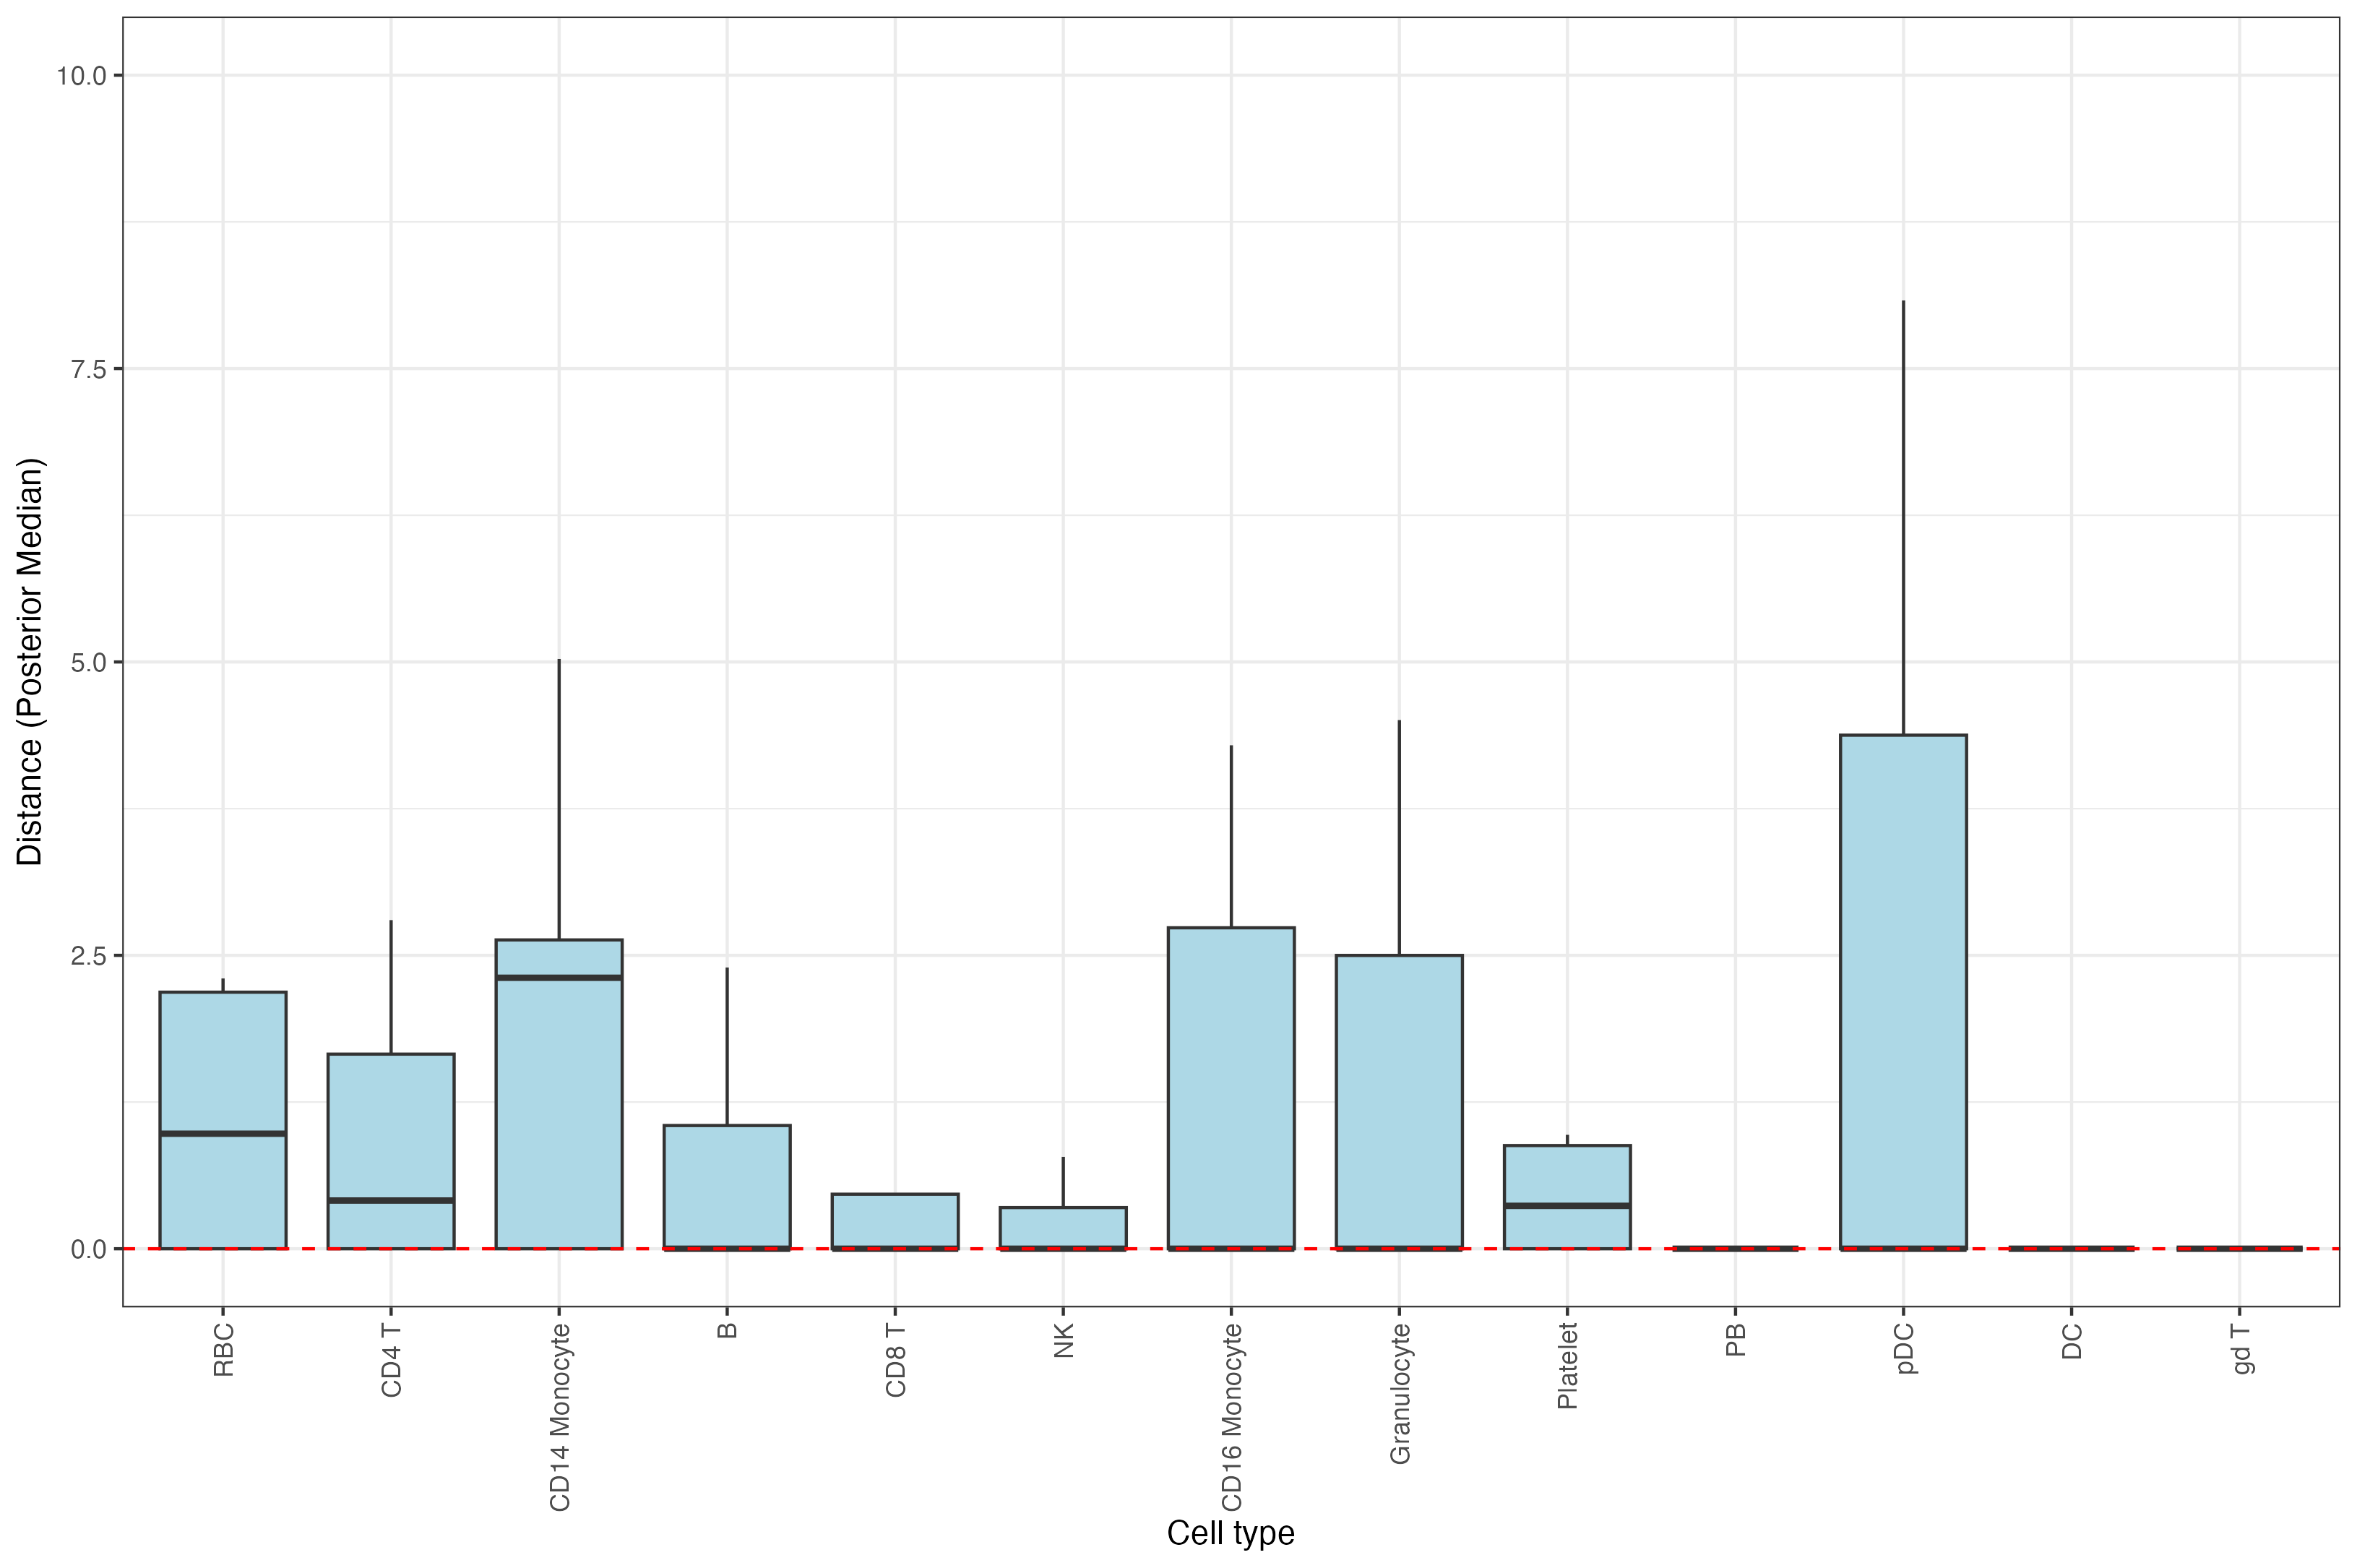 Distance (Posterior Median)
10.0
7.5
5.0
2.5
0.0
RBC
CD4 T
CD14 Monocyte
B
CD8 T
NK
CD16 Monocyte
Granulocyte
Platelet
PB
pDC
DC
gd T
Cell type